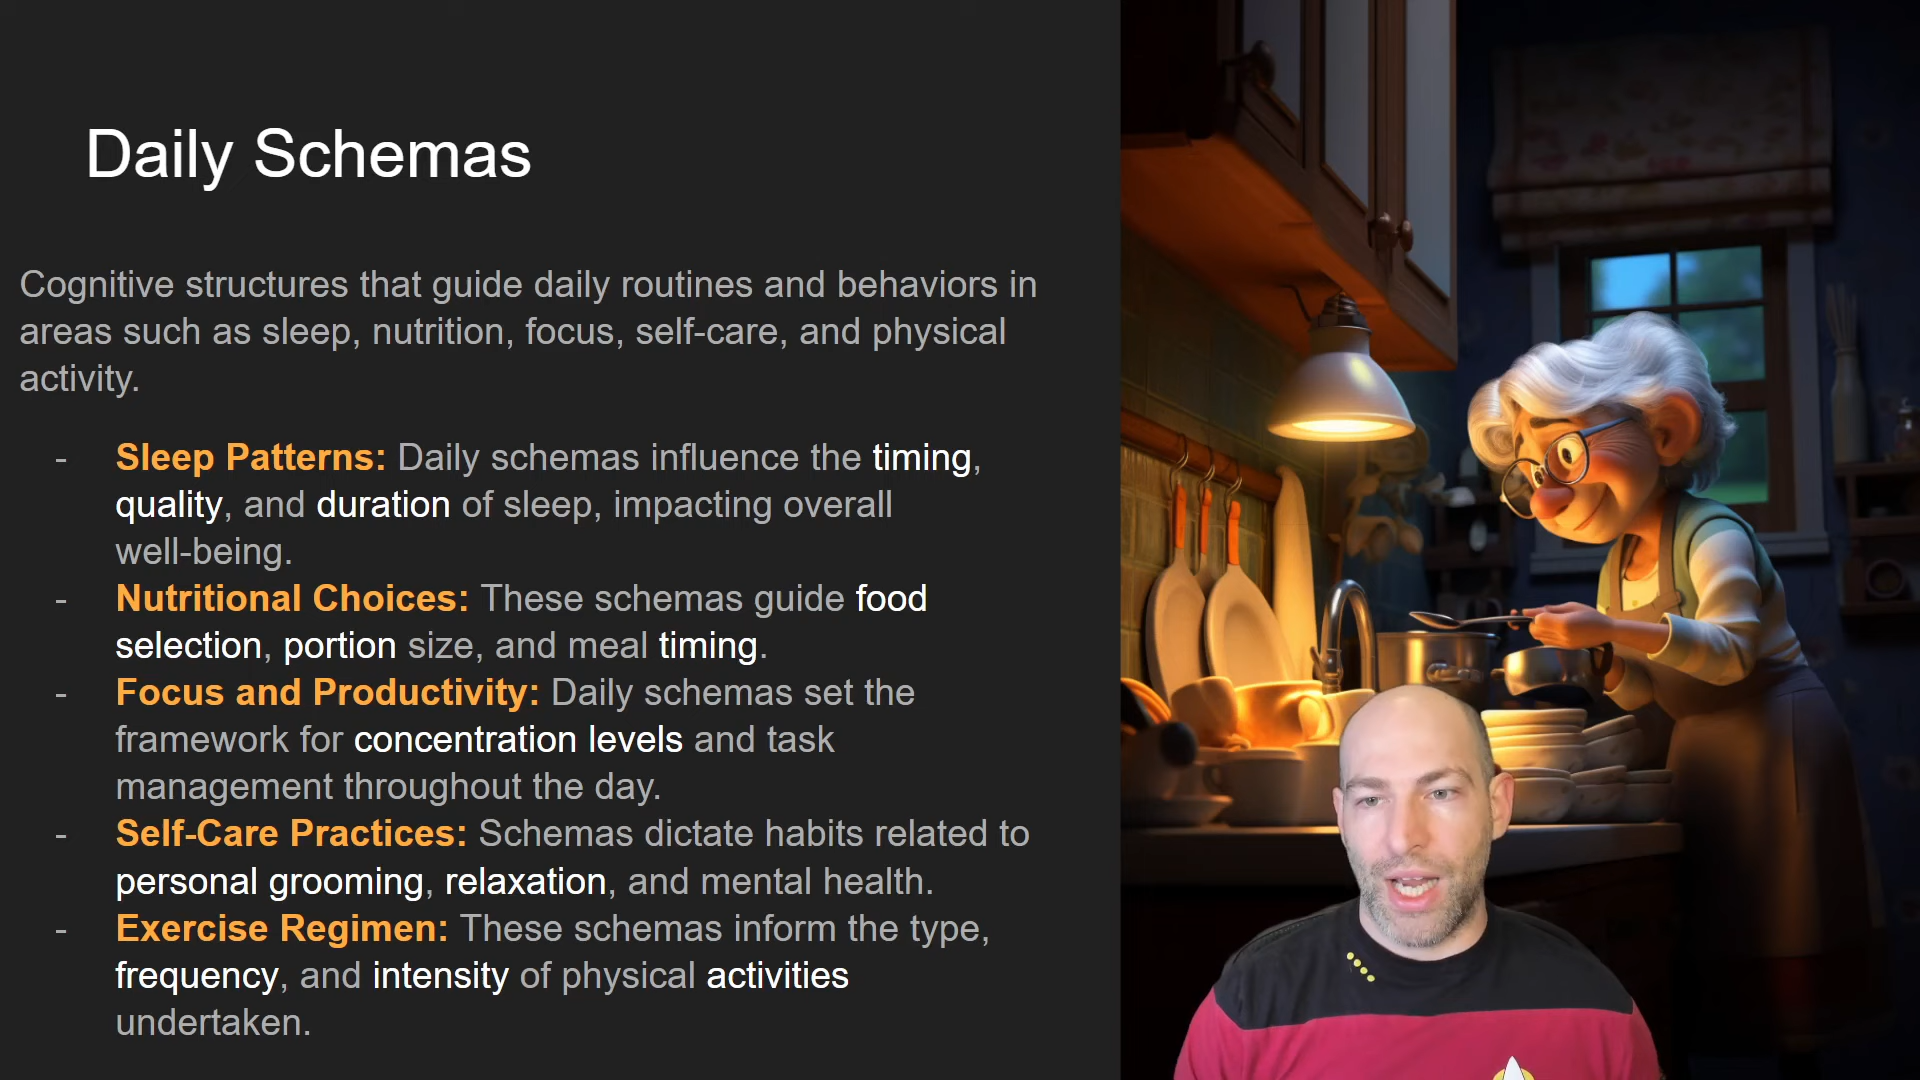 Daily Schemas
Cognitive structures that guide daily routines and behaviors in
areas such as sleep, nutrition, focus, self-care, and physical
activity.
- Sleep Patterns: Daily schemas influence the timing,
quality, and duration of sleep, impacting overall
well-being.
- Nutritional Choices: These schemas guide food
selection, portion size, and meal timing.
- Focus and Productivity: Daily schemas set the
framework for concentration levels and task
management throughout the day.
- Self-Care Practices: Schemas dictate habits related to
personal grooming, relaxation, and mental health.
- Exercise Regimen: These schemas inform the type,
frequency, and intensity of physical activities
undertaken.